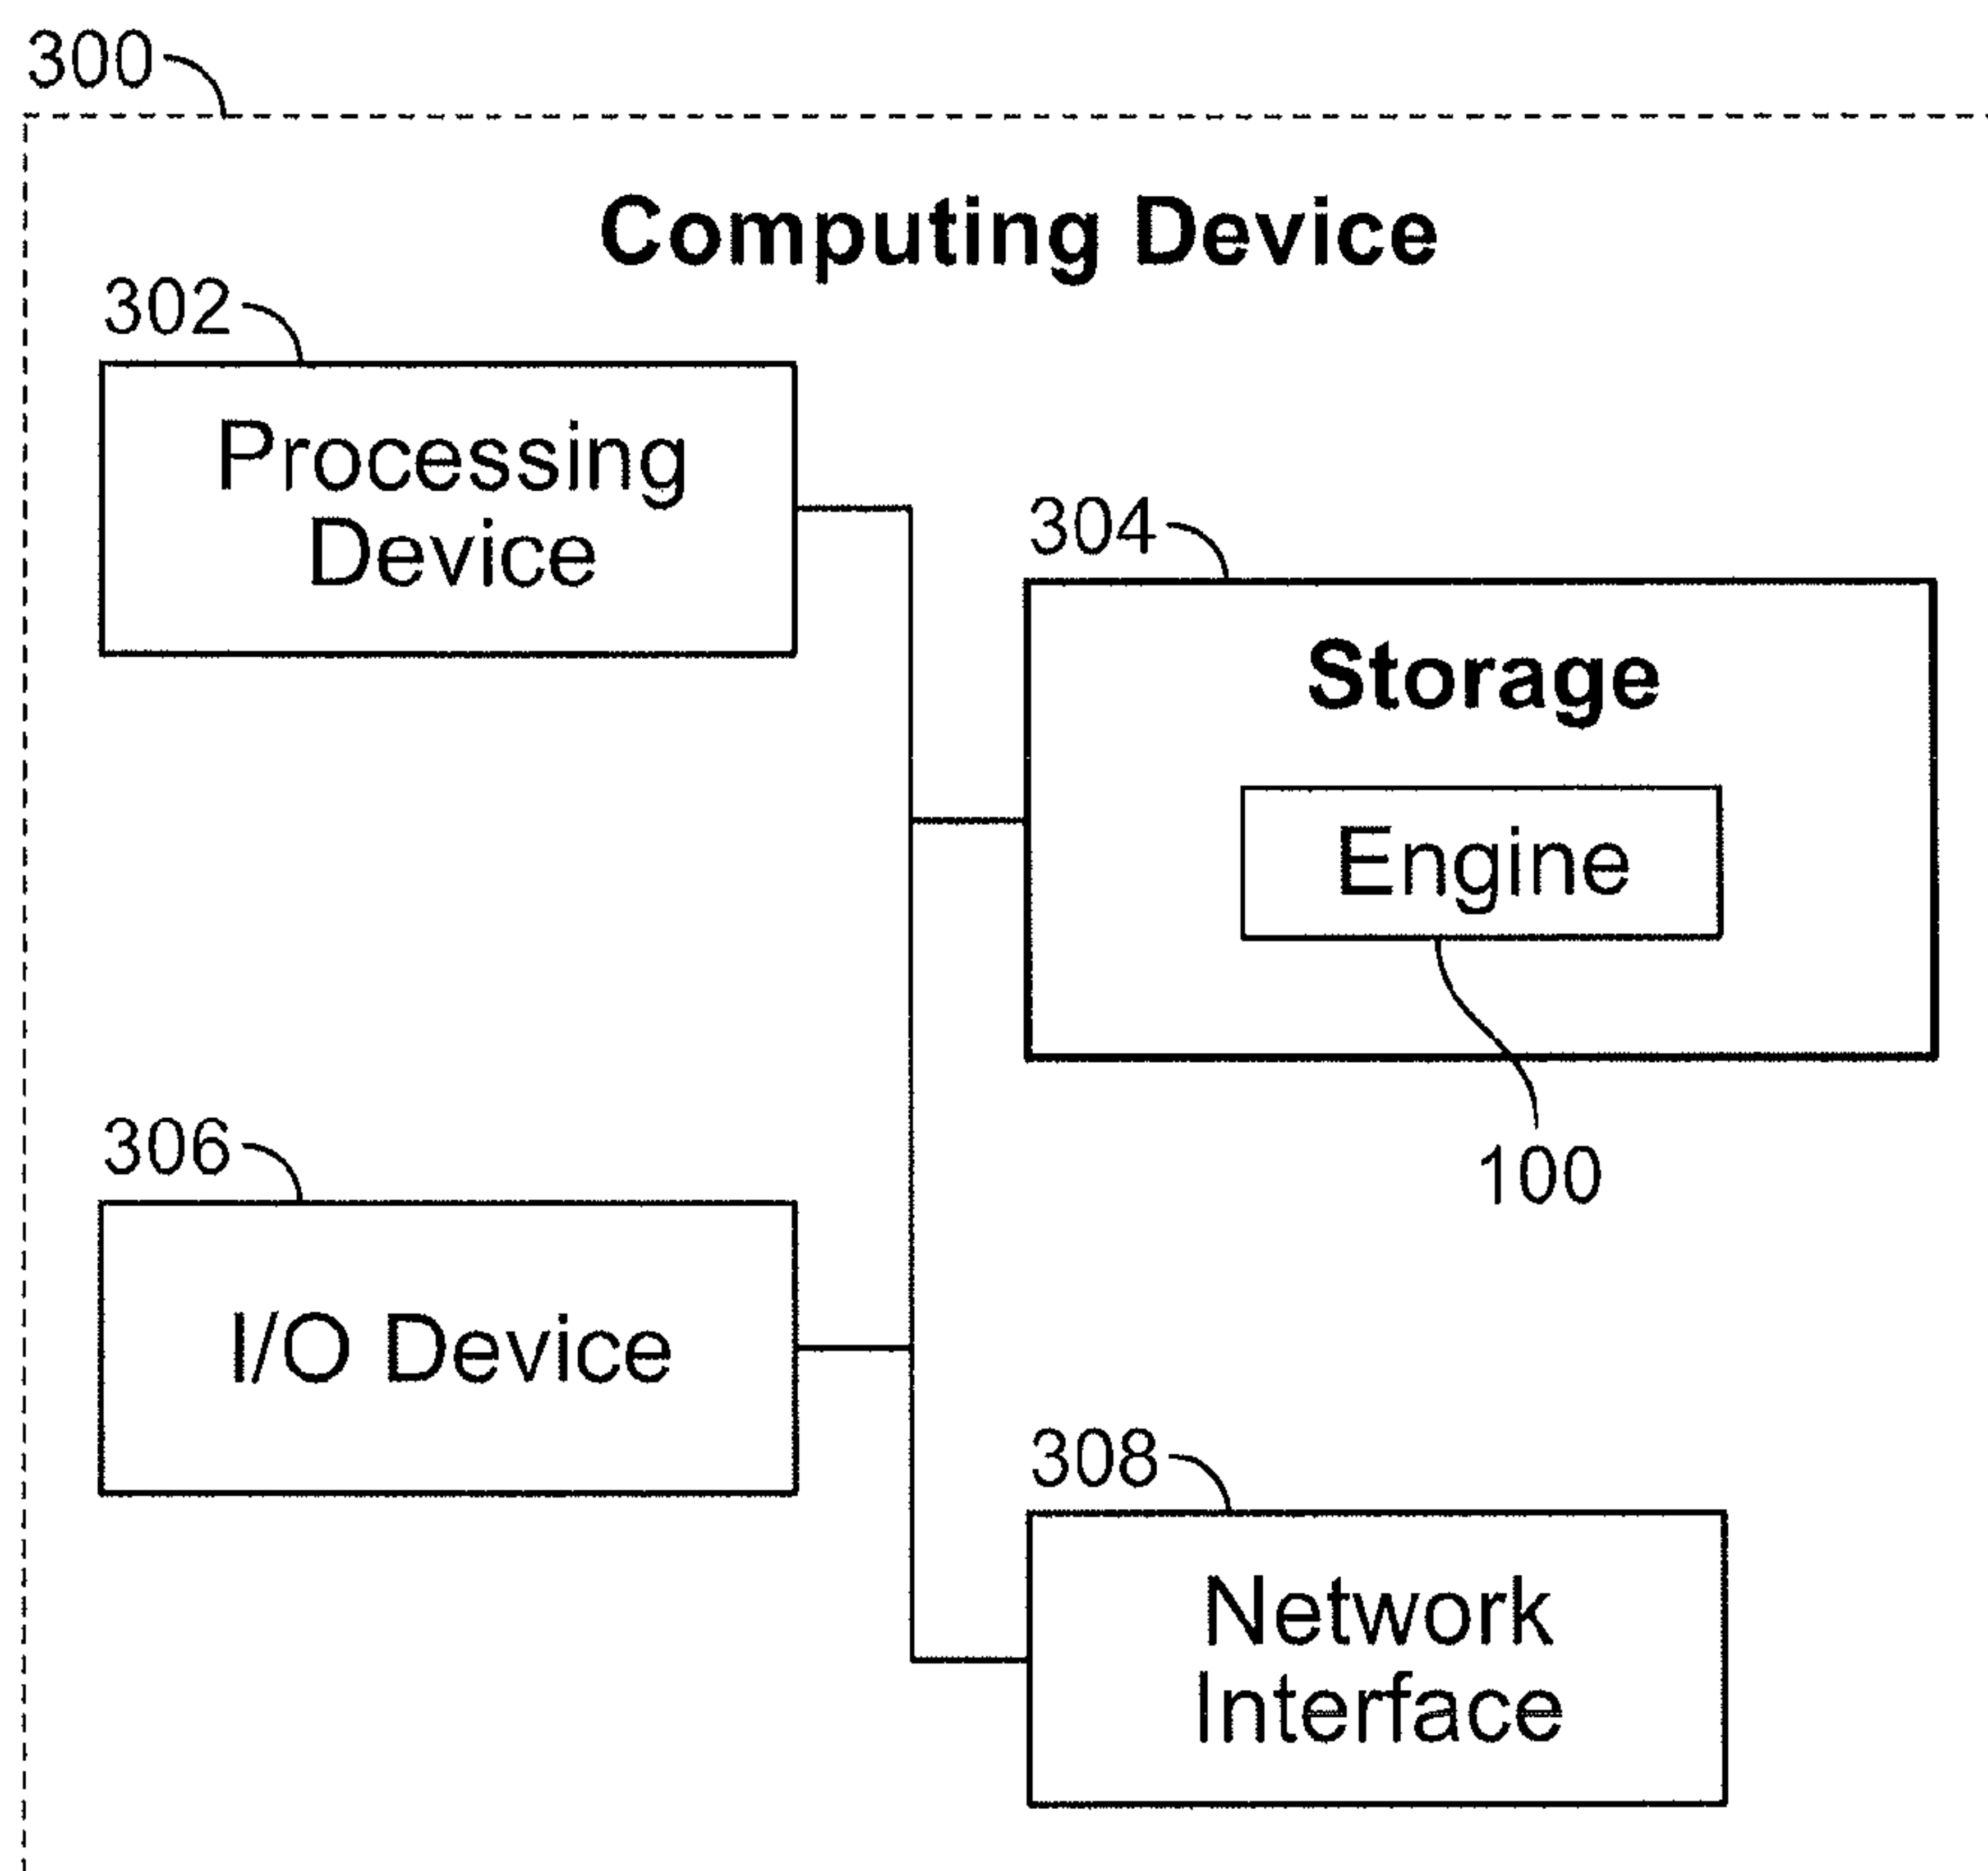 300
Computing Device
302
Processing
Device
304
Storage
Engine
100
306
I/O Device
308
Network
Interface